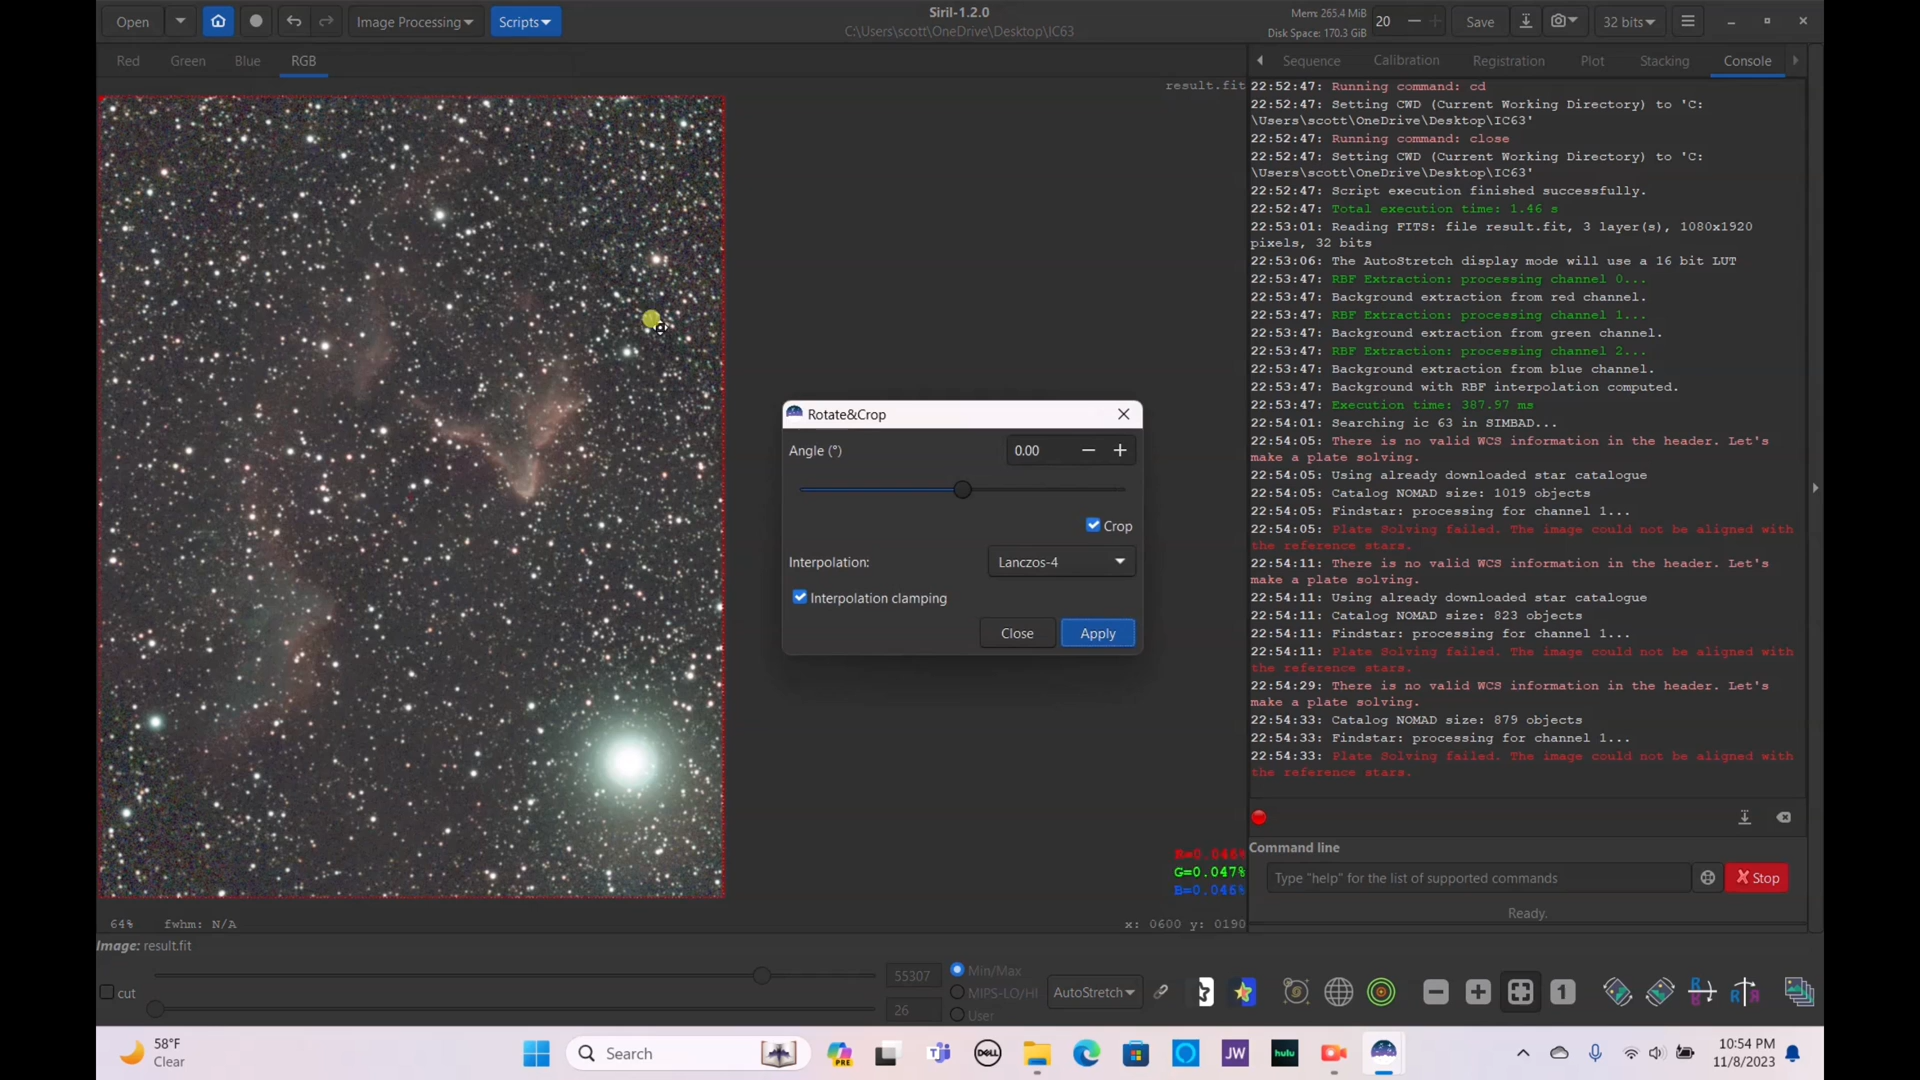 Siril-1.2.0
C:\Users\scott\OneDrive\Desktop\IC63
Open
Image Processing
Scripts
Mem: 265.4 MiB
Disk Space: 170.3 GiB
20
Save
32 bits
Red
Green
Blue
RGB
result.fit
Sequence
Calibration
Registration
Plot
Stacking
Console
22:52:47: Running command: cd
22:52:47: Setting CWD (Current Working Directory) to 'C:
\Users\scott\OneDrive\Desktop\IC63'
22:52:47: Running command: close
22:52:47: Setting CWD (Current Working Directory) to 'C:
\Users\scott\OneDrive\Desktop\IC63'
22:52:47: Script execution finished successfully.
22:52:47: Total execution time: 1.46 s
22:53:01: Reading FITS: file result.fit, 3 layer(s), 1080x1920
pixels, 32 bits
22:53:06: The AutoStretch display mode will use a 16 bit LUT
22:53:47: RBF Extraction: processing channel 0...
22:53:47: Background extraction from red channel.
22:53:47: RBF Extraction: processing channel 1...
22:53:47: Background extraction from green channel.
22:53:47: RBF Extraction: processing channel 2...
22:53:47: Background extraction from blue channel.
22:53:47: Background with RBF interpolation computed.
22:53:47: Execution time: 387.97 ms
22:54:01: Searching ic 63 in SIMBAD...
22:54:05: There is no valid WCS information in the header. Let's
make a plate solving.
22:54:05: Using already downloaded star catalogue
22:54:05: Catalog NOMAD size: 1019 objects
22:54:05: Findstar: processing for channel 1...
22:54:05: Plate Solving failed. The image could not be aligned with
the reference stars.
22:54:11: There is no valid WCS information in the header. Let's
make a plate solving.
22:54:11: Using already downloaded star catalogue
22:54:11: Catalog NOMAD size: 823 objects
22:54:11: Findstar: processing for channel 1...
22:54:11: Plate Solving failed. The image could not be aligned with
the reference stars.
22:54:29: There is no valid WCS information in the header. Let's
make a plate solving.
22:54:33: Catalog NOMAD size: 879 objects
22:54:33: Findstar: processing for channel 1...
22:54:33: Plate Solving failed. The image could not be aligned with
the reference stars.
Rotate&Crop
Angle (°)
0.00
Crop
Interpolation:
Lanczos-4
Interpolation clamping
Close
Apply
R=0.046%
G=0.047%
B=0.046%
Command line
Type "help" for the list of supported commands
Stop
Ready.
64%
fwhm: N/A
x: 0600 y: 0190
Image: result.fit
cut
55307
26
Min/Max
MIPS-LO/HI
User
AutoStretch
1
58°F
Clear
Search
PRE
DELL
JW
hulu
10:54 PM
11/8/2023